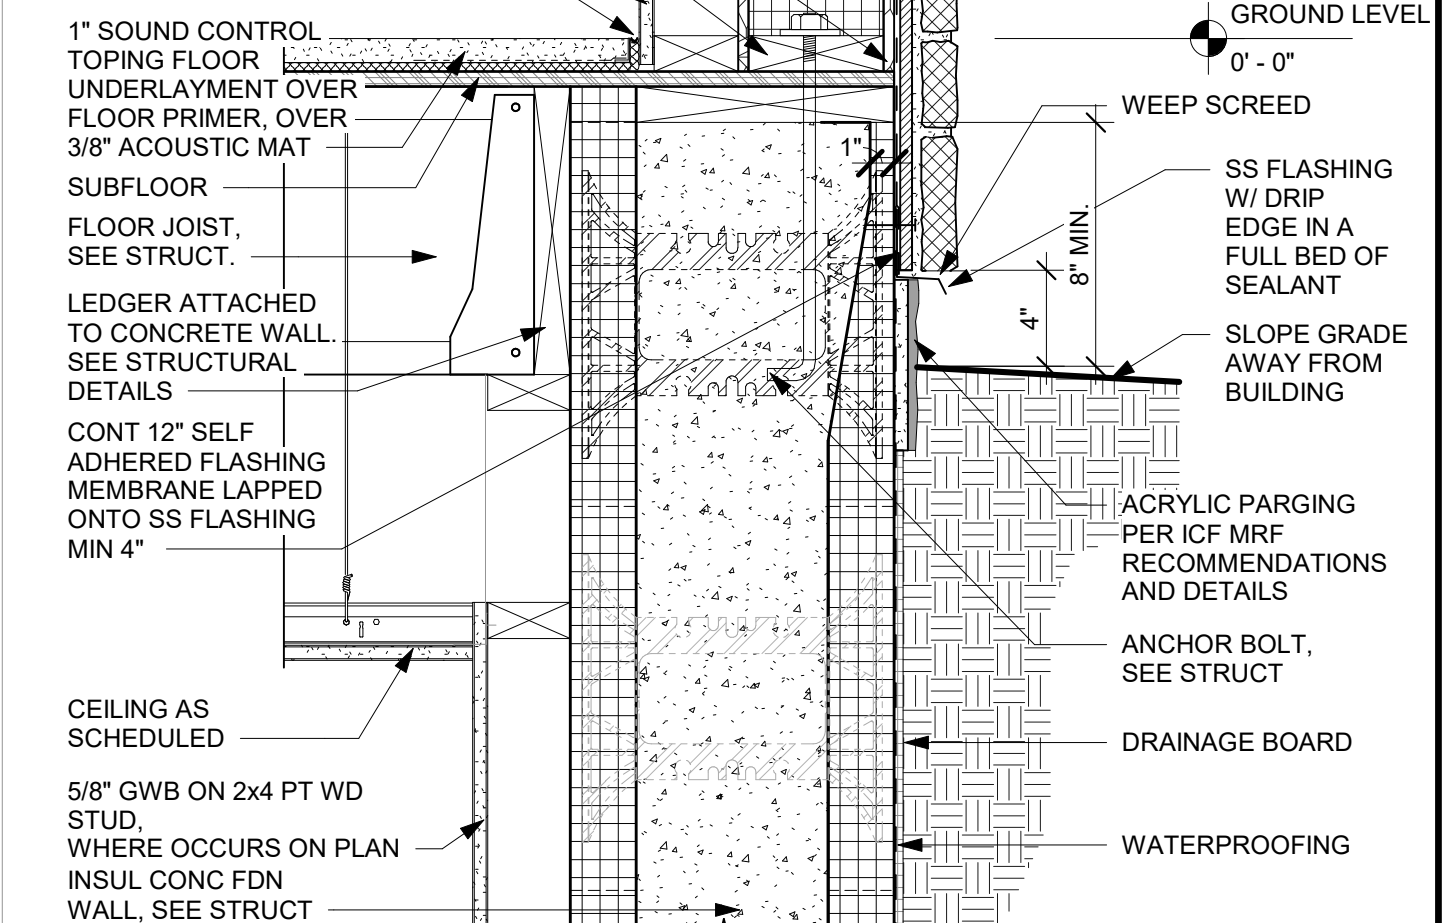 1" SOUND CONTROL
TOPING FLOOR
UNDERLAYMENT OVER
FLOOR PRIMER, OVER
3/8" ACOUSTIC MAT
SUBFLOOR
FLOOR JOIST,
SEE STRUCT.
LEDGER ATTACHED
TO CONCRETE WALL.
SEE STRUCTURAL
DETAILS
CONT 12" SELF
ADHERED FLASHING
MEMBRANE LAPPED
ONTO SS FLASHING
MIN 4"
CEILING AS
SCHEDULED
5/8" GWB ON 2x4 PT WD
STUD,
WHERE OCCURS ON PLAN
INSUL CONC FDN
WALL, SEE STRUCT
1"
8" MIN.
4"
GROUND LEVEL
0' - 0"
WEEP SCREED
SS FLASHING
W/ DRIP
EDGE IN A
FULL BED OF
SEALANT
SLOPE GRADE
AWAY FROM
BUILDING
ACRYLIC PARGING
PER ICF MRF
RECOMMENDATIONS
AND DETAILS
ANCHOR BOLT,
SEE STRUCT
DRAINAGE BOARD
WATERPROOFING